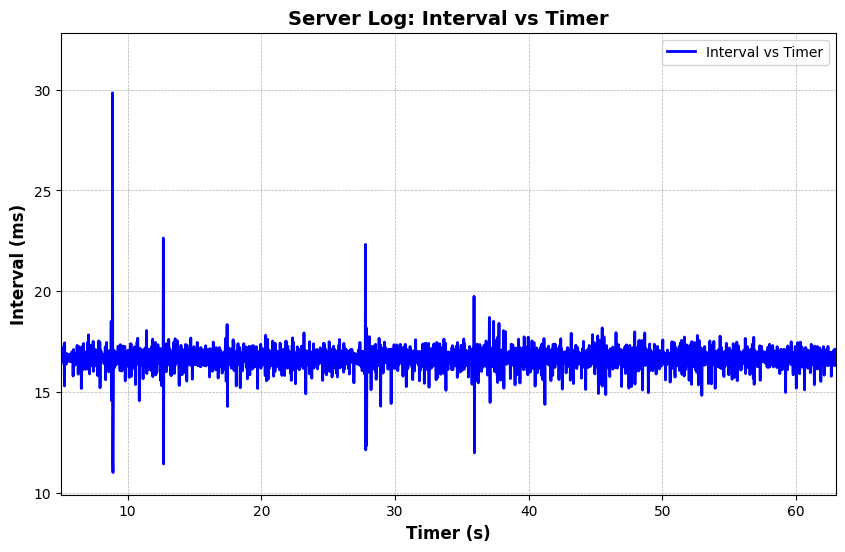 Server Log: Interval vs Timer
Interval vs Timer
Interval (ms)
30
25
20
15
10
10 20 30 40 50 60
Timer (s)